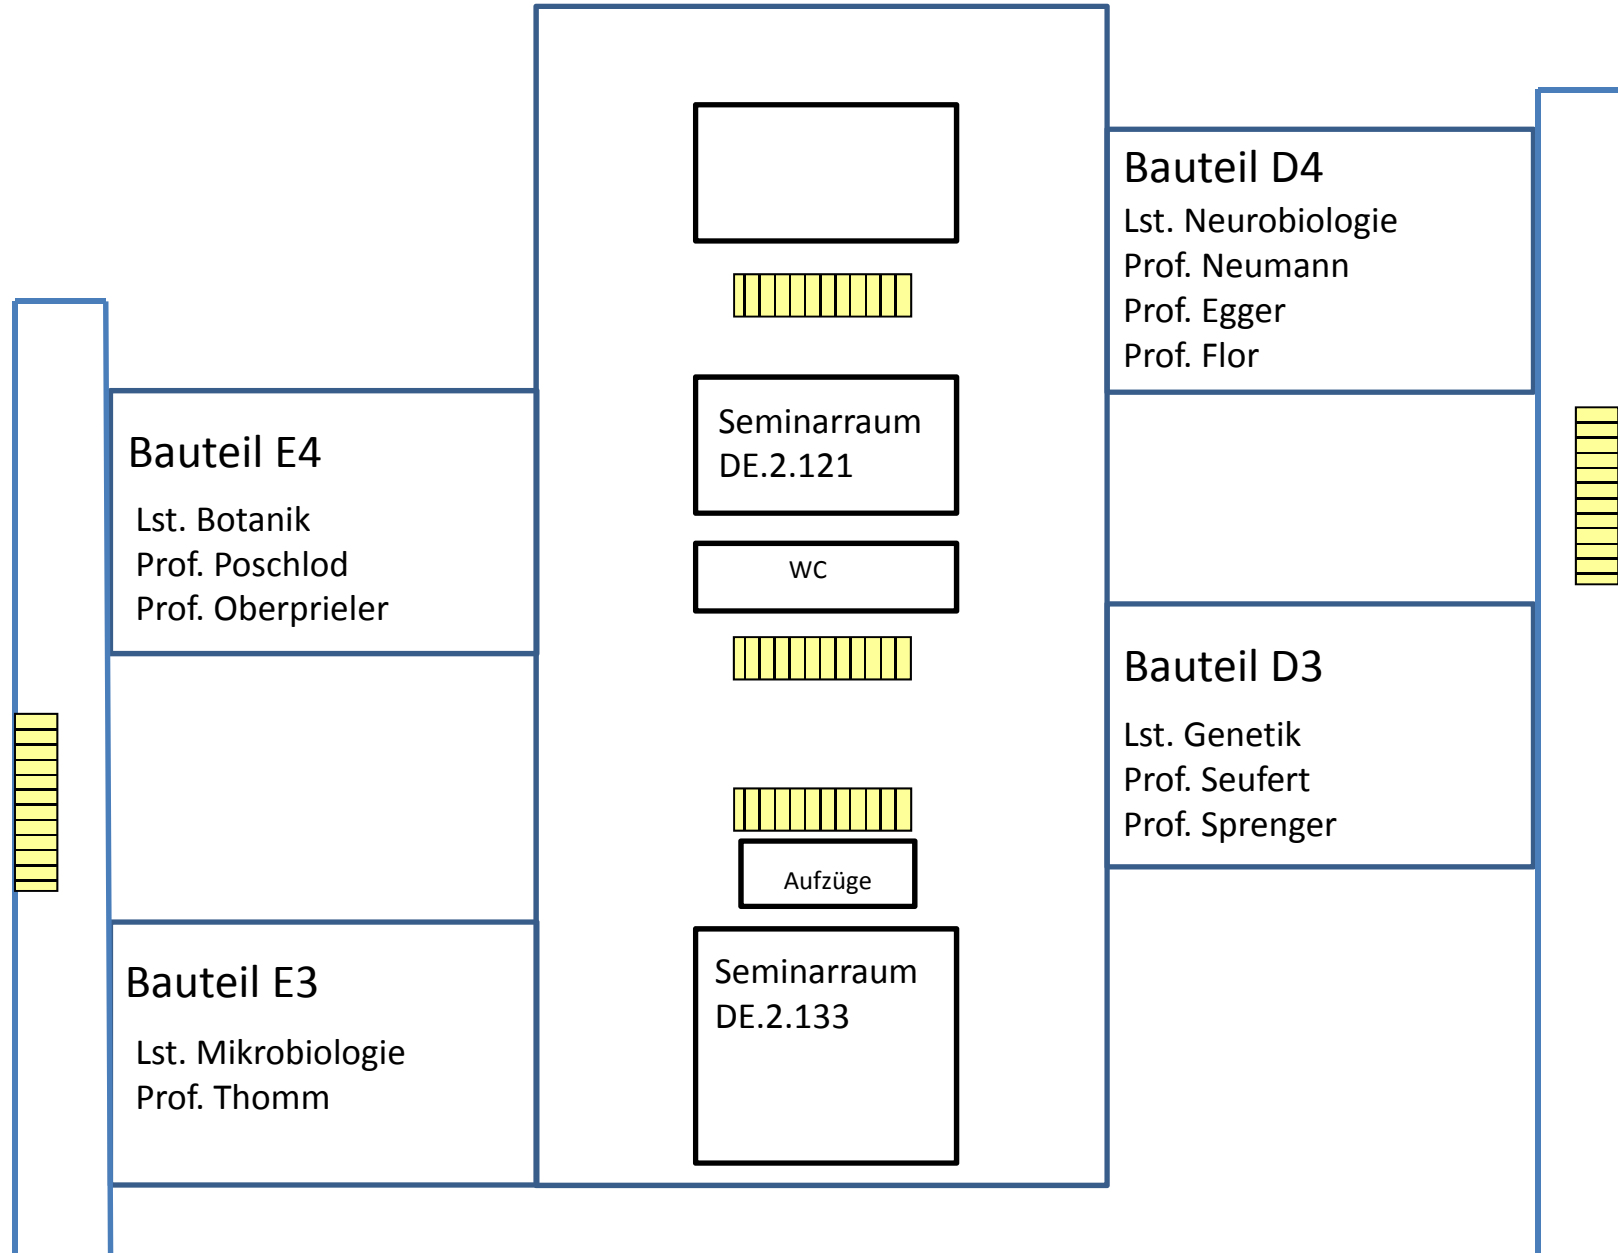 Bauteil D4
Lst. Neurobiologie
Prof. Neumann
Prof. Egger
Prof. Flor
Bauteil E4
Lst. Botanik
Prof. Poschlod
Prof. Oberprieler
Seminarraum
DE.2.121
WC
Bauteil D3
Lst. Genetik
Prof. Seufert
Prof. Sprenger
Aufzüge
Bauteil E3
Lst. Mikrobiologie
Prof. Thomm
Seminarraum
DE.2.133